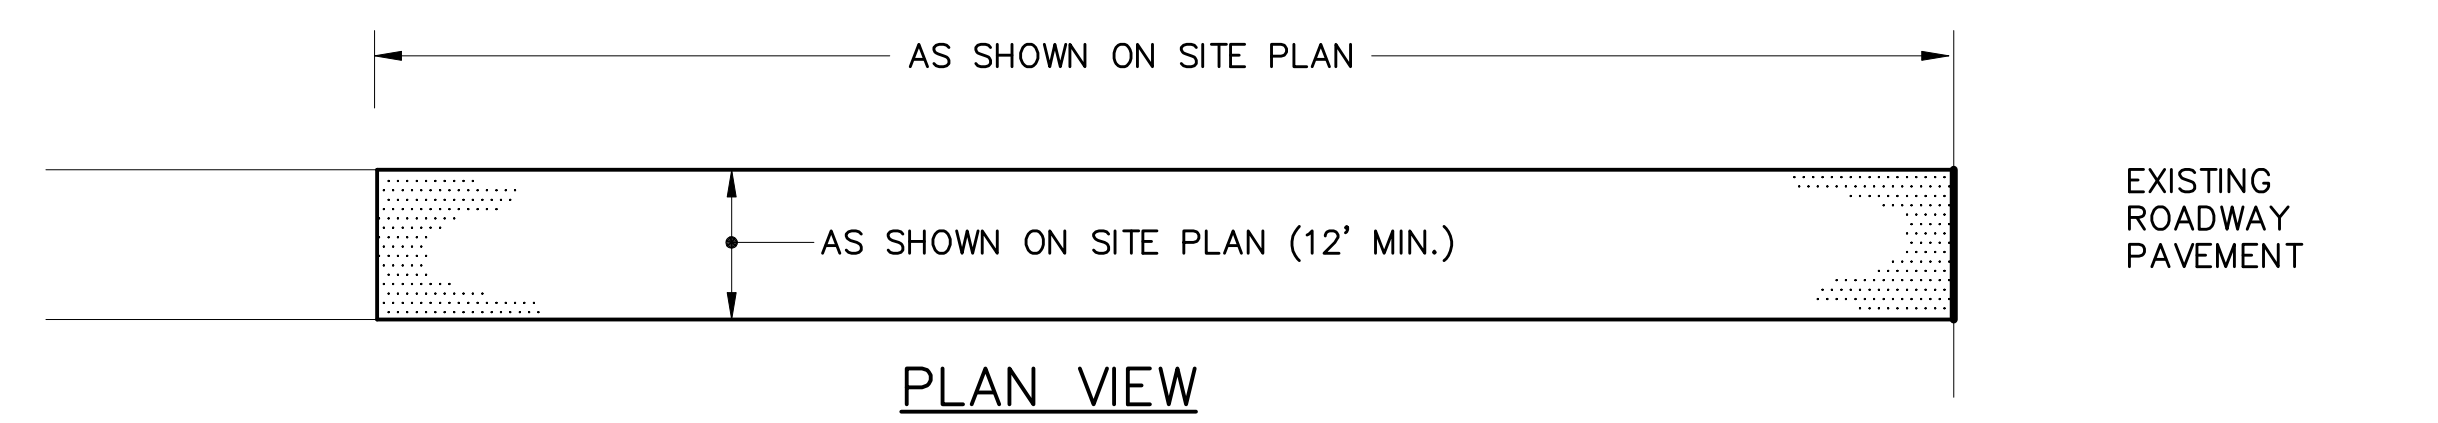 AS SHOWN ON SITE PLAN
AS SHOWN ON SITE PLAN (12' MIN.)
EXISTING
ROADWAY
PAVEMENT
PLAN VIEW